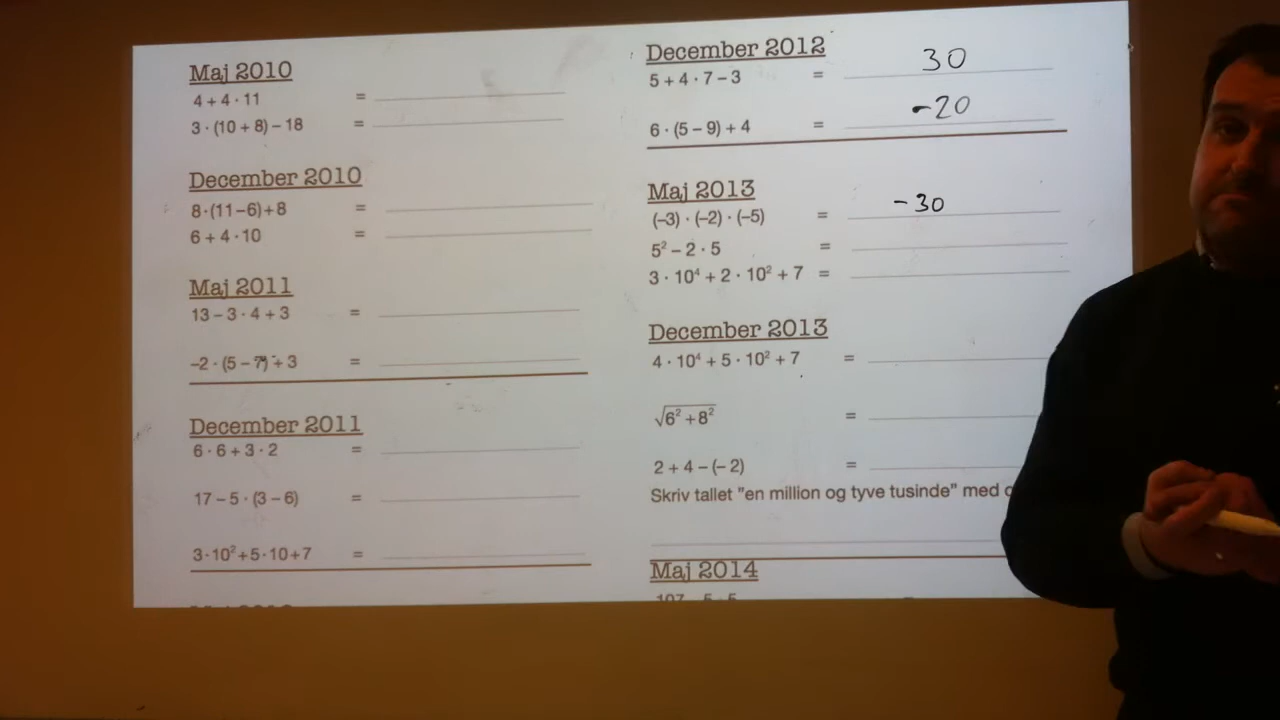 Maj 2010
4 + 4 · 11 =
3 · (10 + 8) – 18 =
December 2010
8·(11–6)+8 =
6 + 4 · 10 =
Maj 2011
13 – 3 · 4 + 3 =
–2 · (5 – 7) + 3 =
December 2011
6 · 6 + 3 · 2 =
17 – 5 · (3 – 6) =
3·10²+5·10+7 =
December 2012
5 + 4 · 7 – 3 = 30
6 · (5 – 9) + 4 = -20
Maj 2013
(–3) · (–2) · (–5) = -30
5² – 2 · 5 =
3 · 10⁴ + 2 · 10² + 7 =
December 2013
4 · 10⁴ + 5 · 10² + 7 =
√6² + 8² =
2 + 4 – (– 2) =
Skriv tallet "en million og tyve tusinde" med
Maj 2014